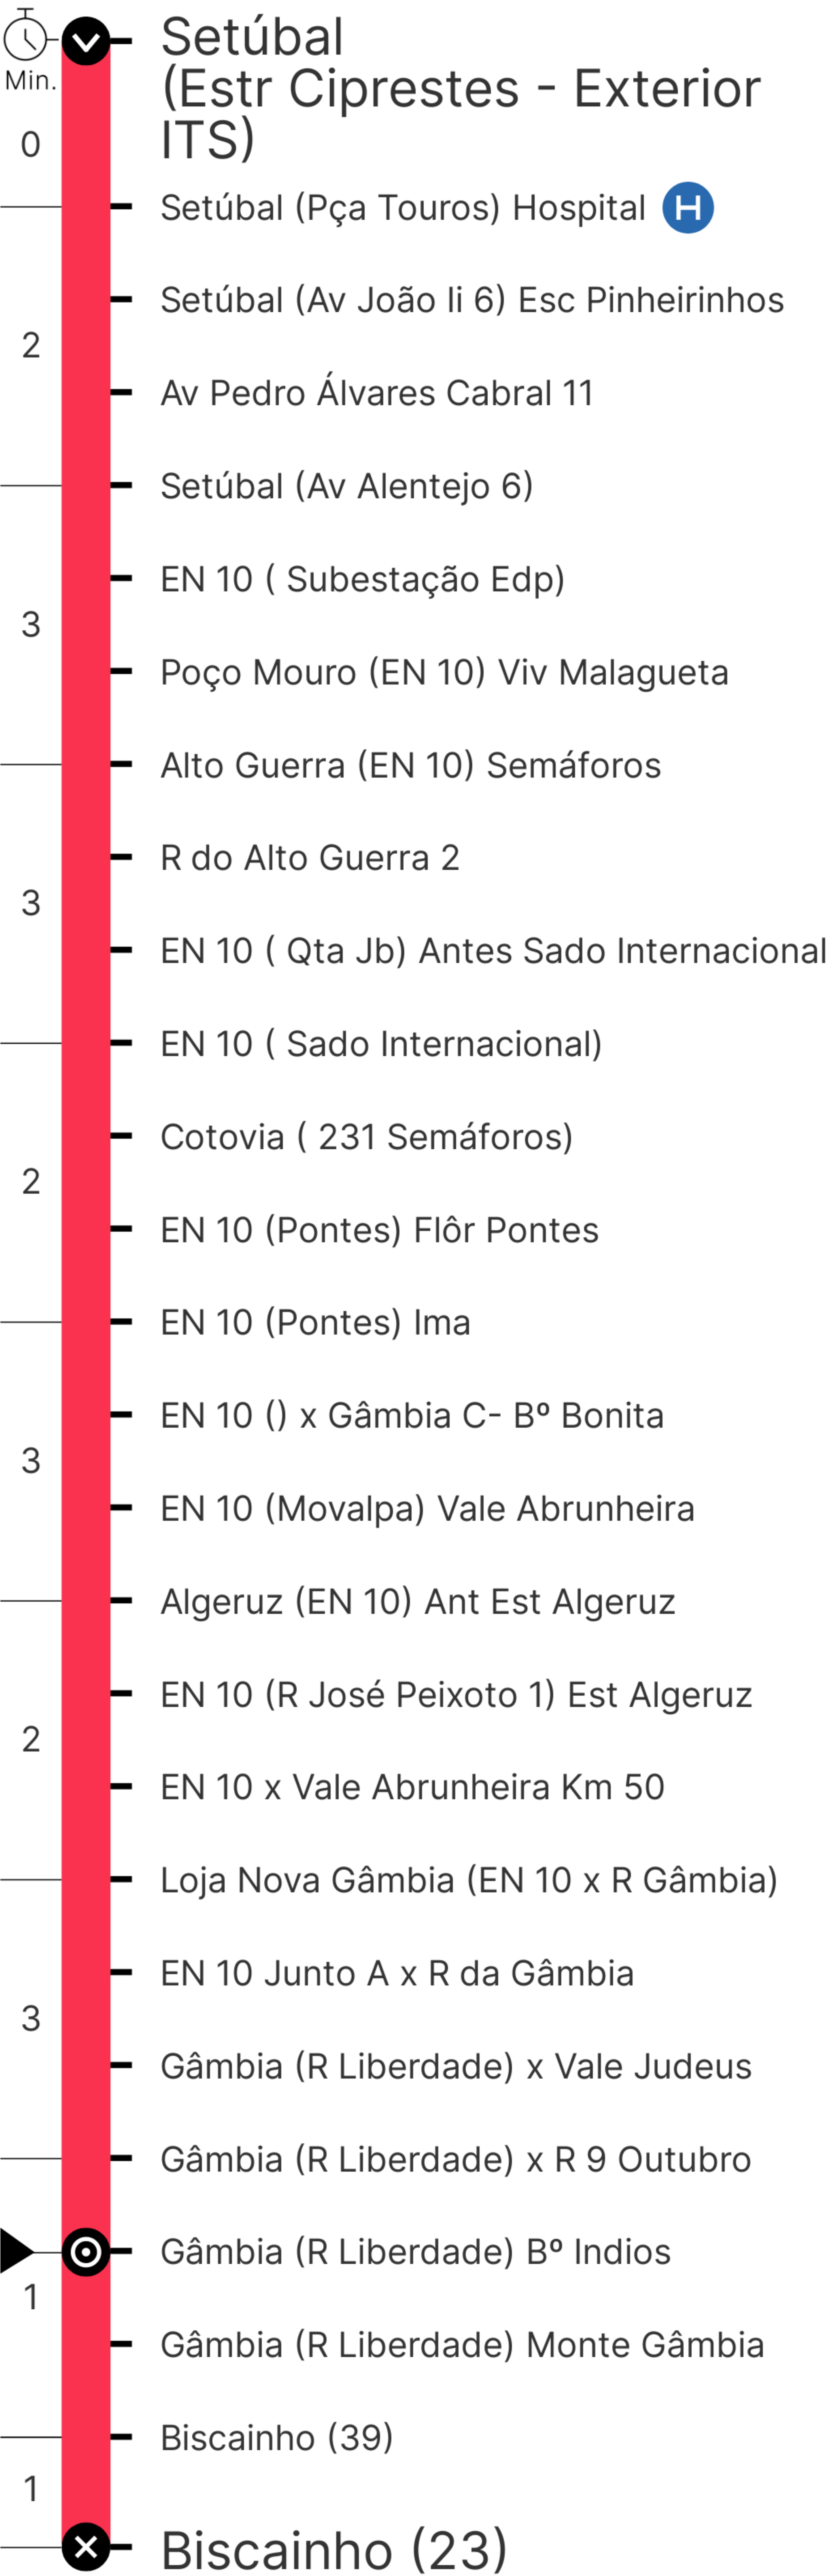 Setúbal
(Estr Ciprestes - Exterior
ITS)
Min.
0
Setúbal (Pça Touros) Hospital H
Setúbal (Av João Ii 6) Esc Pinheirinhos
2
Av Pedro Álvares Cabral 11
Setúbal (Av Alentejo 6)
EN 10 ( Subestação Edp)
3
Poço Mouro (EN 10) Viv Malagueta
Alto Guerra (EN 10) Semáforos
R do Alto Guerra 2
3
EN 10 ( Qta Jb) Antes Sado Internacional
EN 10 ( Sado Internacional)
Cotovia ( 231 Semáforos)
2
EN 10 (Pontes) Flôr Pontes
EN 10 (Pontes) Ima
EN 10 () x Gâmbia C- Bº Bonita
3
EN 10 (Movalpa) Vale Abrunheira
Algeruz (EN 10) Ant Est Algeruz
EN 10 (R José Peixoto 1) Est Algeruz
2
EN 10 x Vale Abrunheira Km 50
Loja Nova Gâmbia (EN 10 x R Gâmbia)
EN 10 Junto A x R da Gâmbia
3
Gâmbia (R Liberdade) x Vale Judeus
Gâmbia (R Liberdade) x R 9 Outubro
Gâmbia (R Liberdade) Bº Indios
1
Gâmbia (R Liberdade) Monte Gâmbia
Biscainho (39)
1
Biscainho (23)